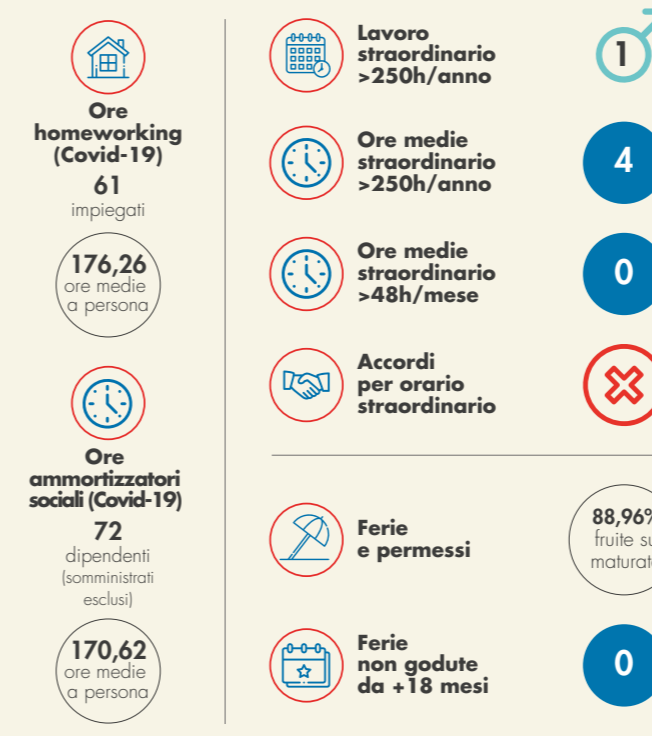 Ore
homeworking
(Covid-19)
61
impiegati
176,26
ore medie
a persona
Ore
ammortizzatori
sociali (Covid-19)
72
dipendenti
(somministrati
esclusi)
170,62
ore medie
a persona
Lavoro
straordinario
>250h/anno
1
Ore medie
straordinario
>250h/anno
4
Ore medie
straordinario
>48h/mese
0
Accordi
per orario
straordinario
Ferie
e permessi
88,96%
fruite su
maturat
Ferie
non godute
da +18 mesi
0